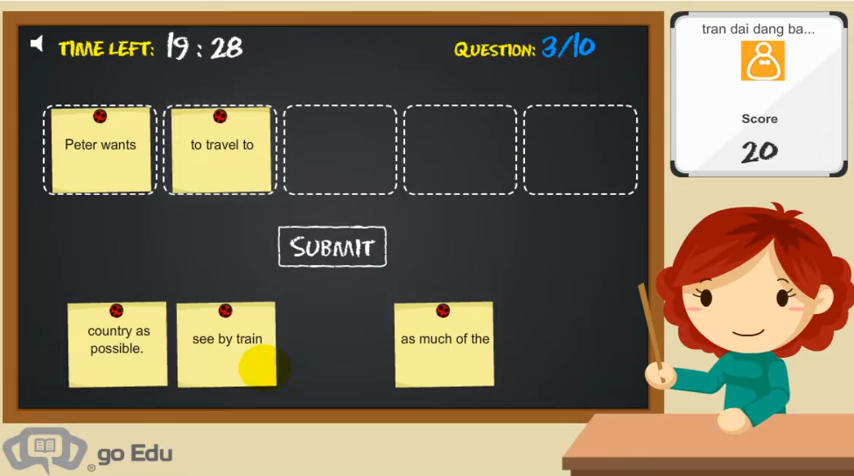 TIME LEFT: 19 : 28
QUESTION: 3/10
tran dai dang ba...
Score
20
Peter wants
to travel to
SUBMIT
country as
possible.
see by train
as much of the
® go Edu